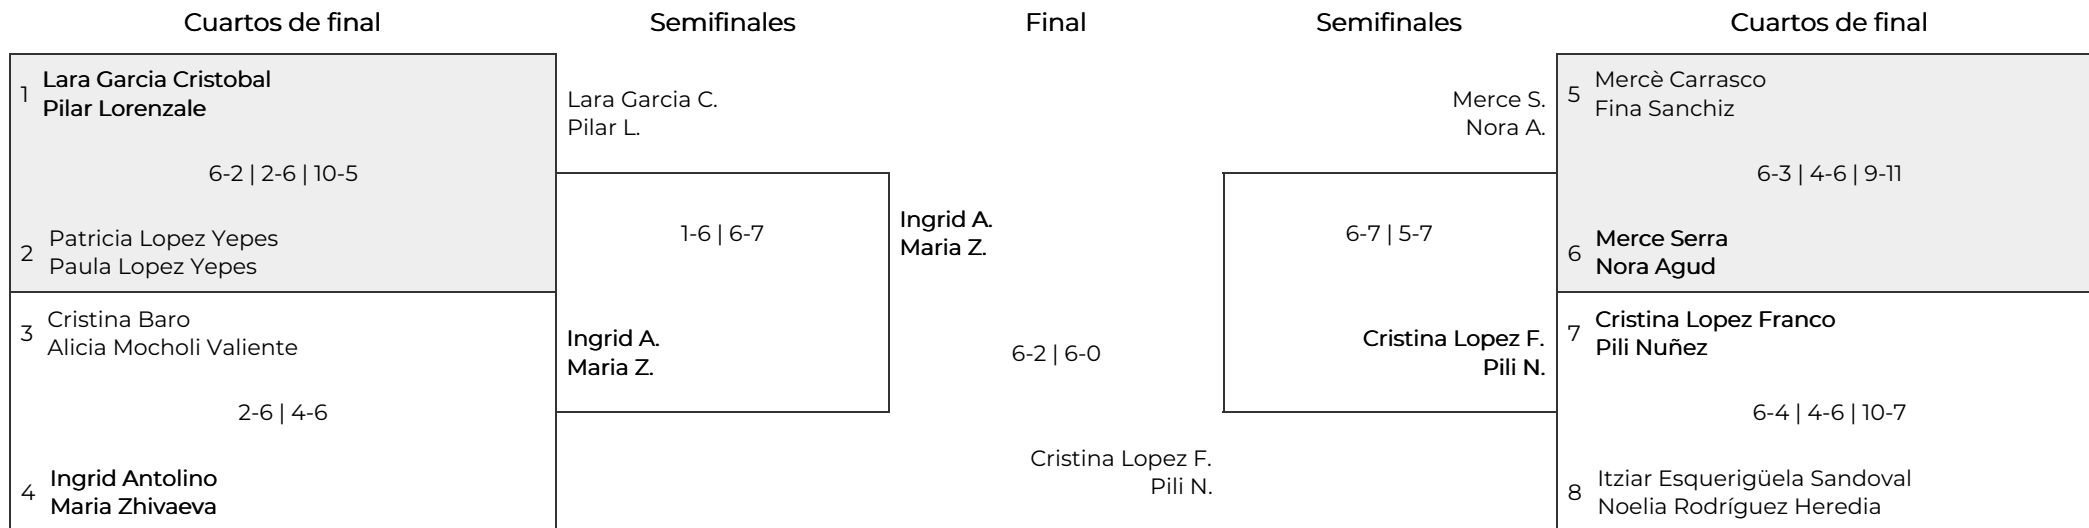 Cuartos de final
Semifinales
Final
Semifinales
Cuartos de final
1
Lara Garcia Cristobal
Pilar Lorenzale
6-2 | 2-6 | 10-5
2
Patricia Lopez Yepes
Paula Lopez Yepes
3
Cristina Baro
Alicia Mocholi Valiente
2-6 | 4-6
4
Ingrid Antolino
Maria Zhivaeva
Lara Garcia C.
Pilar L.
1-6 | 6-7
Ingrid A.
Maria Z.
Ingrid A.
Maria Z.
6-2 | 6-0
Cristina Lopez F.
Pili N.
Merce S.
Nora A.
6-7 | 5-7
Cristina Lopez F.
Pili N.
5
Mercè Carrasco
Fina Sanchiz
6-3 | 4-6 | 9-11
6
Merce Serra
Nora Agud
7
Cristina Lopez Franco
Pili Nuñez
6-4 | 4-6 | 10-7
8
Itziar Esquerigüela Sandoval
Noelia Rodríguez Heredia